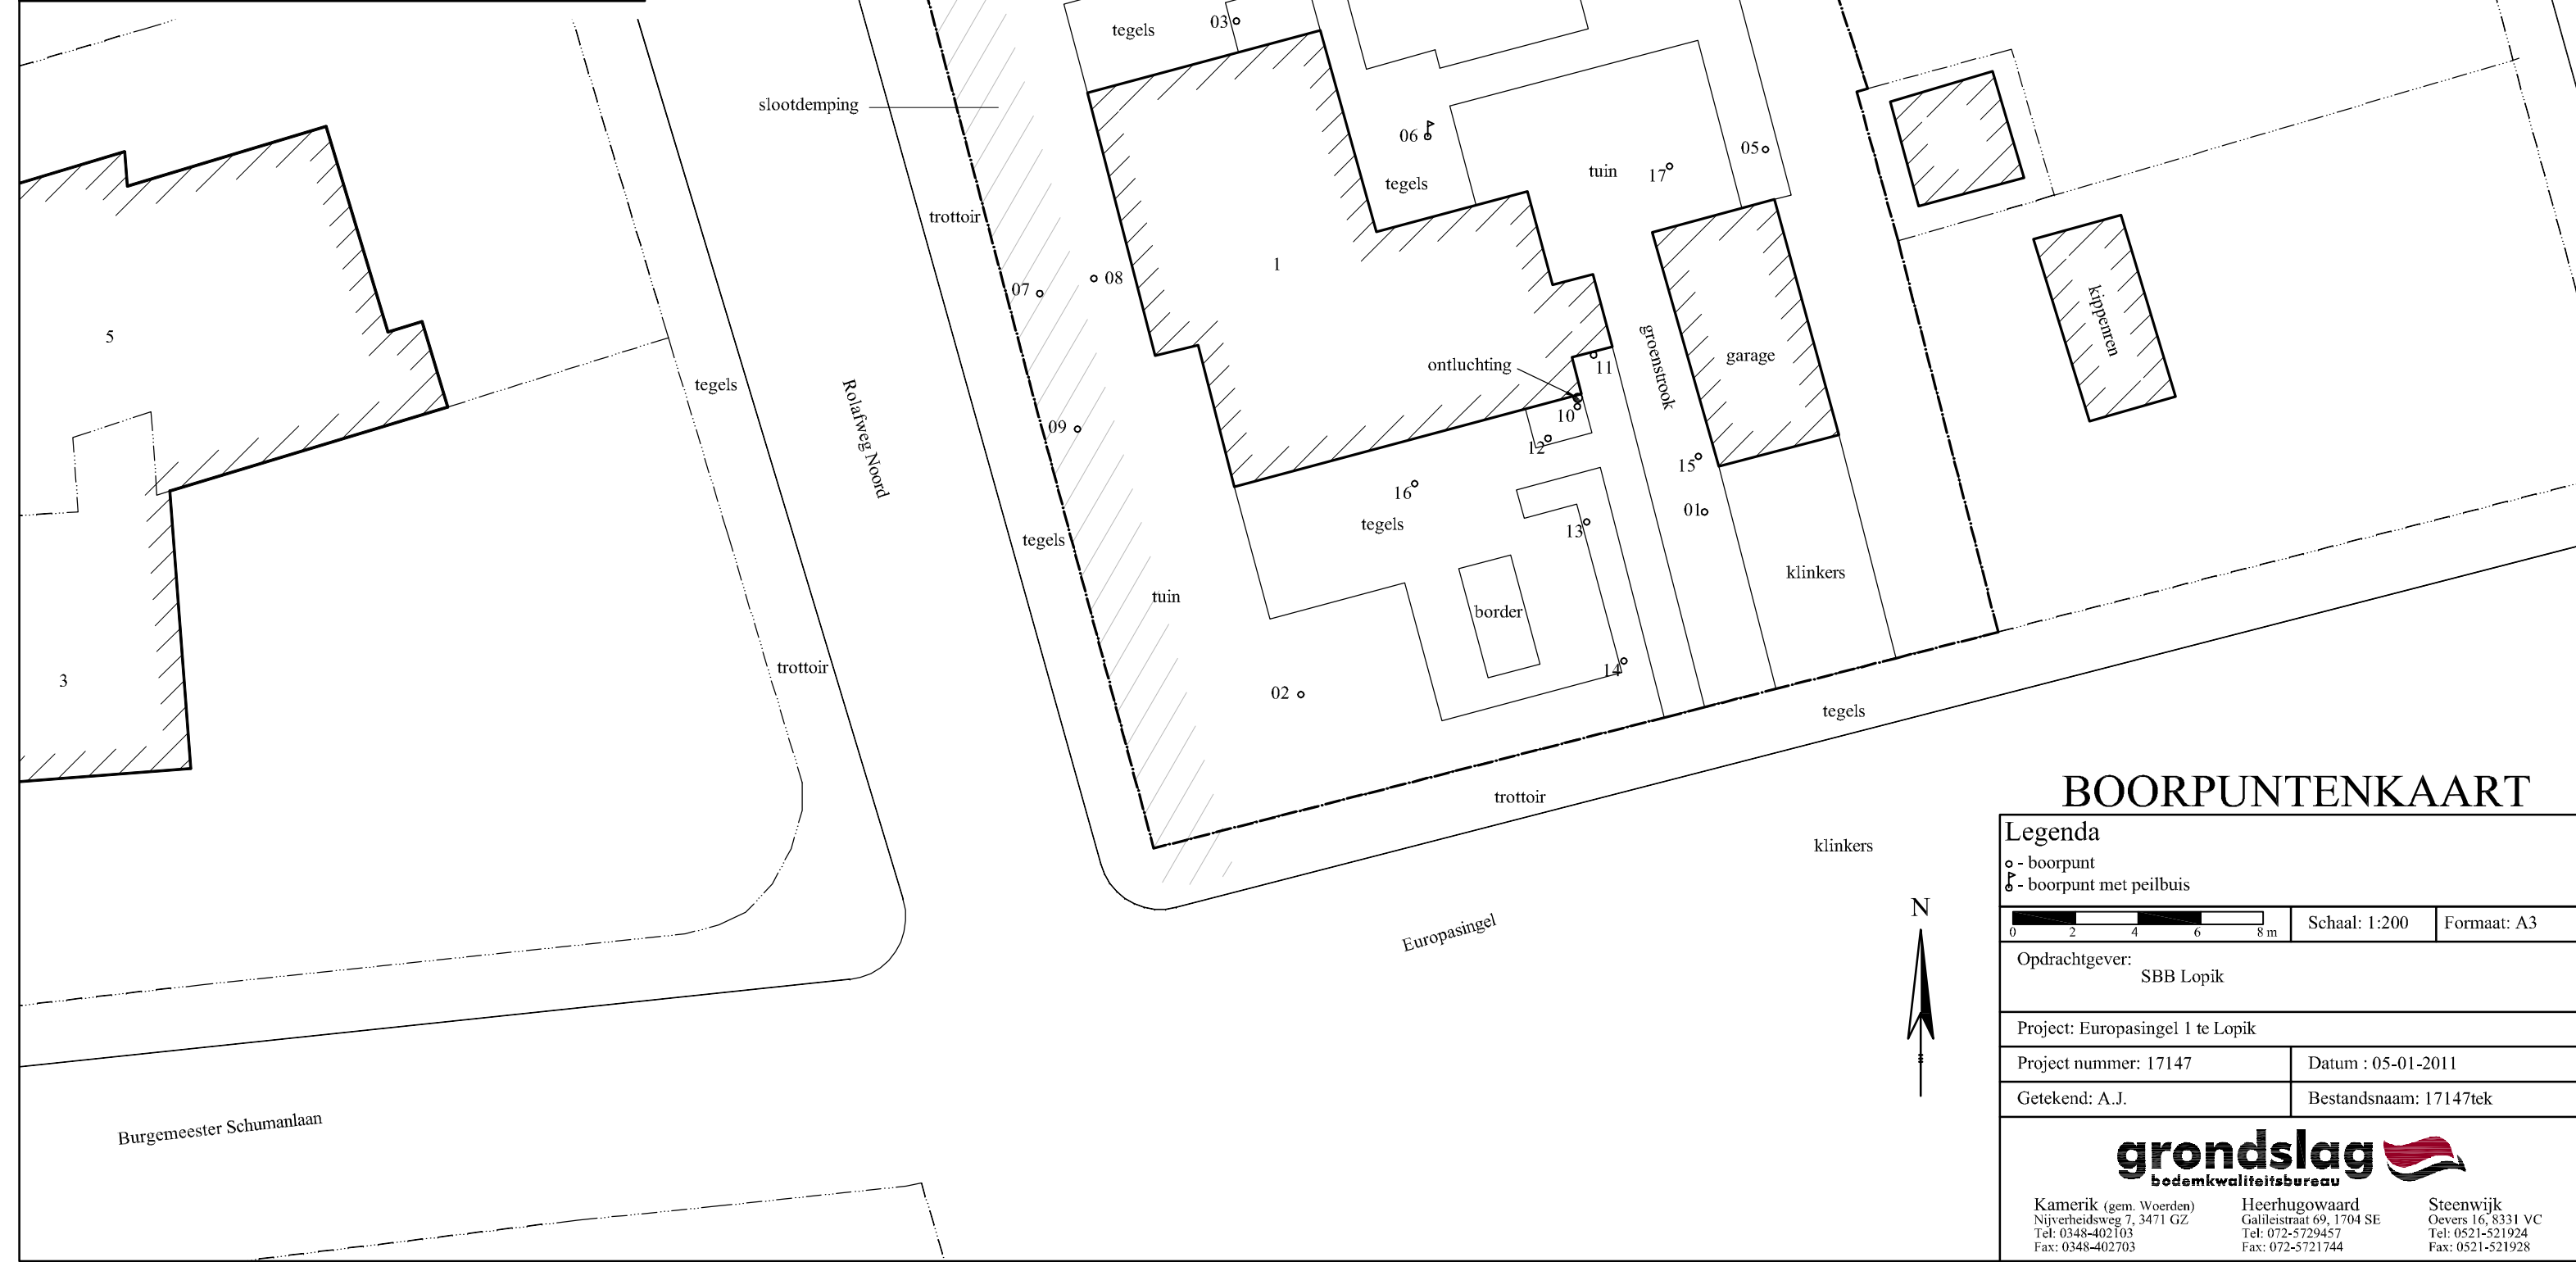 tegels
03
slootdemping
06
05
tuin
17
tegels
trottoir
1
08
07
5
garage
kippenren
groenstrook
ontluchting
11
tegels
Rolafweg Noord
10
09
12
15
16
01
tegels
13
tegels
klinkers
tuin
border
trottoir
14
3
02
tegels
trottoir
klinkers
Europasingel
Burgemeester Schumanlaan
N
BOORPUNTENKAART
Legenda
- boorpunt
- boorpunt met peilbuis
0 2 4 6 8 m
Schaal: 1:200
Formaat: A3
Opdrachtgever:
SBB Lopik
Project: Europasingel 1 te Lopik
Project nummer: 17147
Datum : 05-01-2011
Getekend: A.J.
Bestandsnaam: 17147tek
grondslag
bodemkwaliteitsbureau
Kamerik (gem. Woerden)
Nijverheidsweg 7, 3471 GZ
Tel: 0348-402103
Fax: 0348-402703
Heerhugowaard
Galileistraat 69, 1704 SE
Tel: 072-5729457
Fax: 072-5721744
Steenwijk
Oevers 16, 8331 VC
Tel: 0521-521924
Fax: 0521-521928